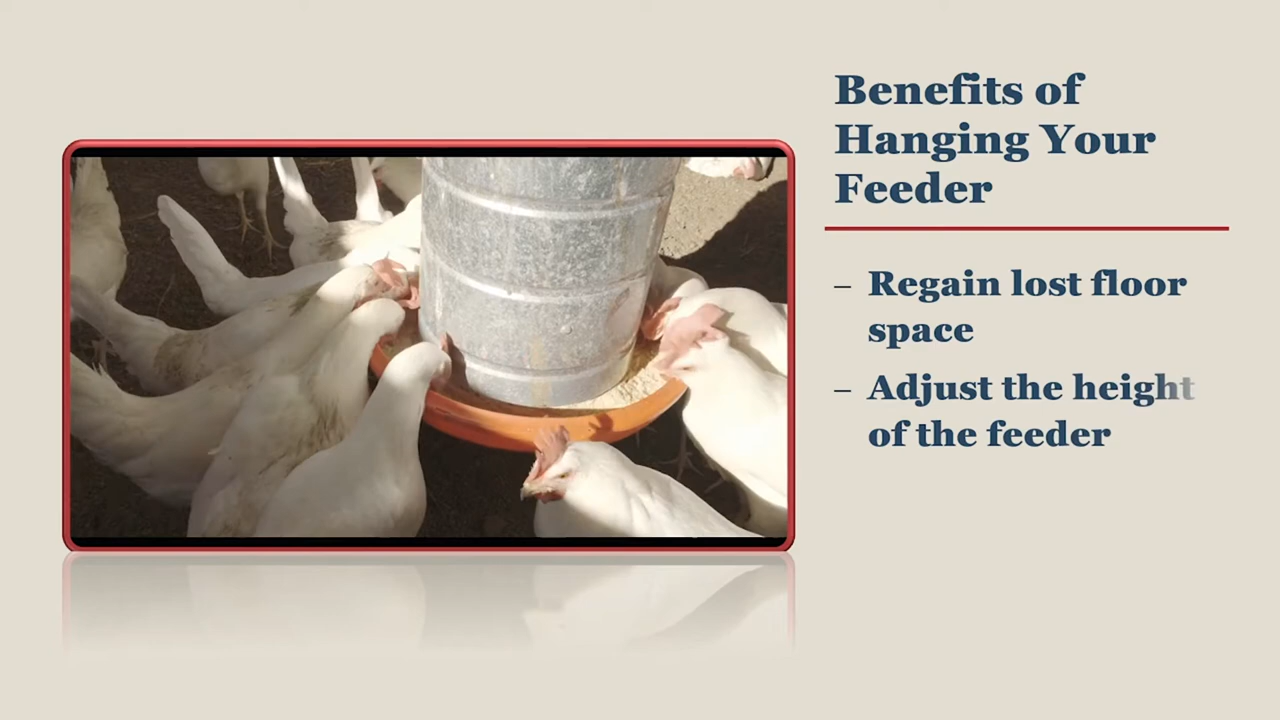 Benefits of
Hanging Your
Feeder
– Regain lost floor
space
– Adjust the height
of the feeder